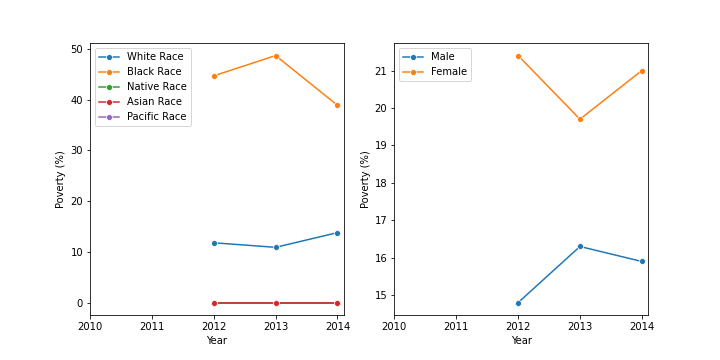 50
40
30
20
10
0
Poverty (%)
White Race
Black Race
Native Race
Asian Race
Pacific Race
2010 2011 2012 2013 2014
Year
21
20
19
18
17
16
15
Poverty (%)
Male
Female
2010 2011 2012 2013 2014
Year